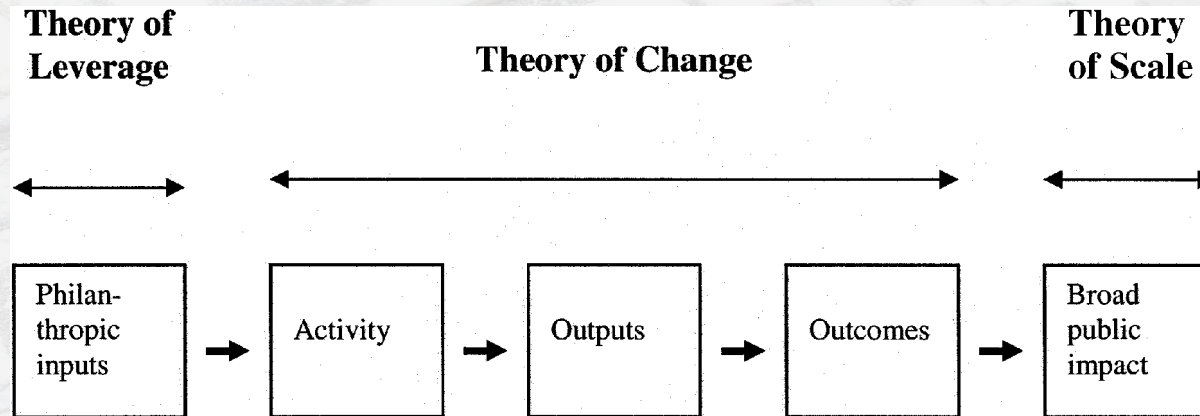 Theory of
Leverage
Theory of Change
Theory
of Scale
Philan-
thropic
inputs
Activity
Outputs
Outcomes
Broad
public
impact